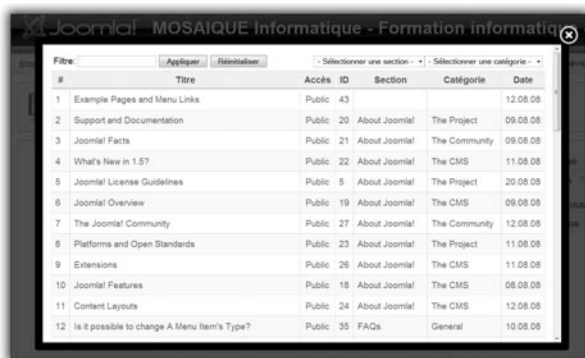 Joomla! MOSAIQUE Informatique - Formation informatiq
Filtre: Appliquer Réinitialiser - Sélectionner une section - - Sélectionner une catégorie -
# Titre Accès ID Section Catégorie Date
1 Example Pages and Menu Links Public 43 12.08.08
2 Support and Documentation Public 20 About Joomla! The Project 09.08.08
3 Joomla! Facts Public 21 About Joomla! The Community 09.08.08
4 What's New in 1.5? Public 22 About Joomla! The CMS 11.08.08
5 Joomla! License Guidelines Public 5 About Joomla! The Project 20.08.08
6 Joomla! Overview Public 19 About Joomla! The CMS 09.08.08
7 The Joomla! Community Public 27 About Joomla! The Community 12.08.08
8 Platforms and Open Standards Public 23 About Joomla! The Project 11.08.08
9 Extensions Public 26 About Joomla! The CMS 11.08.08
10 Joomla! Features Public 18 About Joomla! The CMS 08.08.08
11 Content Layouts Public 24 About Joomla! The CMS 12.08.08
12 Is it possible to change A Menu Item's Type? Public 35 FAQs General 10.08.08